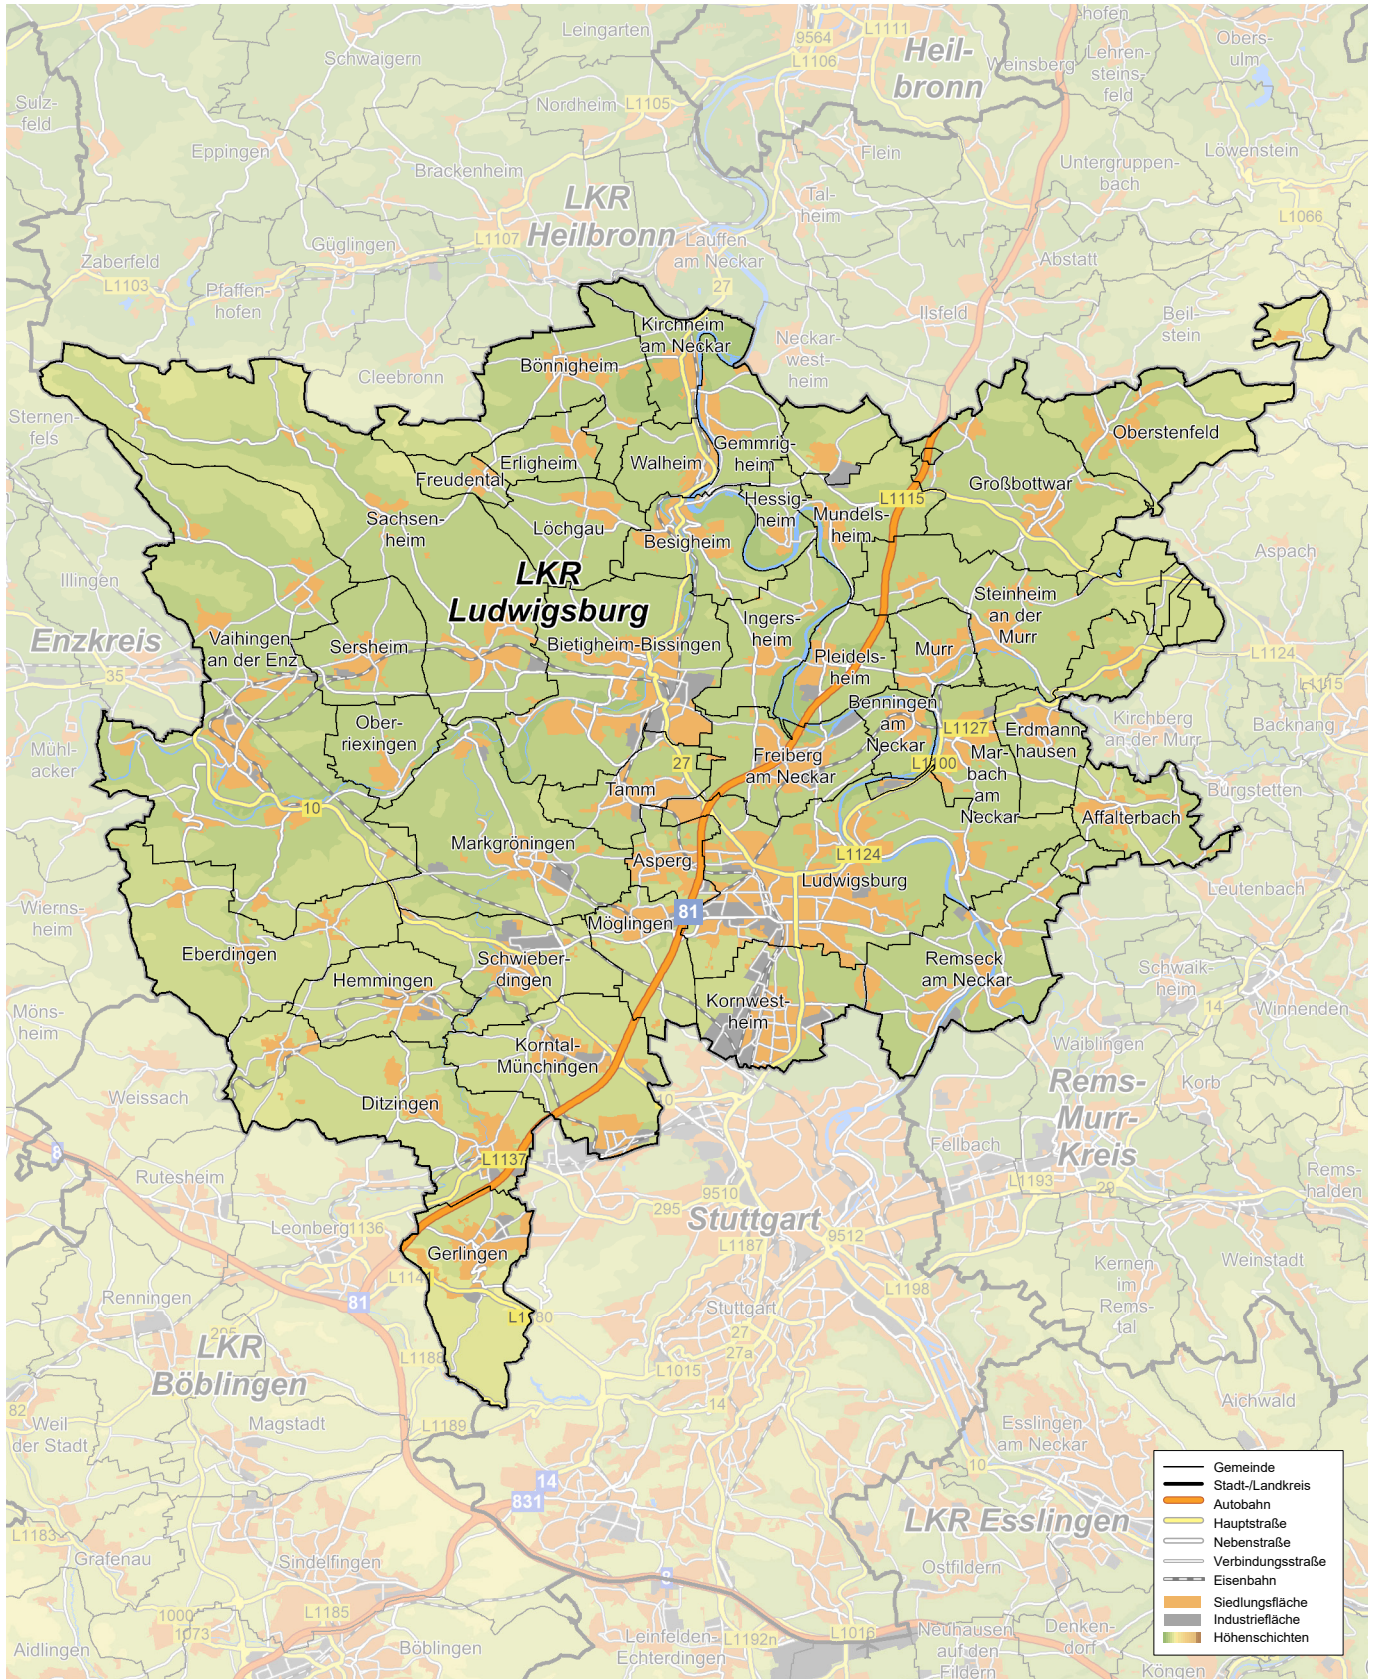 Leingarten
9564
L1111
hofen
Obers-
ulm
Schwaigern
L1106
Heil-
bronn
Weinsberg
Lehren-
steins-
feld
Sulz-
feld
Nordheim
L1105
Eppingen
Flein
Löwenstein
Brackenheim
Untergruppen-
bach
LKR
Heilbronn
Tal-
heim
L1066
Güglingen
L1107
Lauffen
am Neckar
Abstatt
Zaberfeld
L1103
Pfaffen-
hofen
27
Ilsfeld
Beil-
stein
Kirchheim
am Neckar
Neckar-
west-
heim
Bönnigheim
Cleebronn
Sternen-
fels
Oberstenfeld
Gemmrig-
heim
Erligheim
Walheim
Freudental
Großbottwar
L1115
Hessig-
heim
Mundels-
heim
Sachsen-
heim
Löchgau
Besigheim
Aspach
Illingen
LKR
Ludwigsburg
Steinheim
an der
Murr
Ingers-
heim
Enzkreis
Vaihingen
an der Enz
Sersheim
Bietigheim-Bissingen
Murr
Pleidels-
heim
L1124
35
L1115
Benningen
am
Neckar
Ober-
riexingen
L1127
Erdmann
hausen
Kirchberg
an der Murr
Backnang
Mühl-
acker
Freiberg
am Neckar
27
L1100
Mar-
bach
am
Neckar
Tamm
Burgstetten
10
Affalterbach
Markgröningen
L1124
Asperg
Ludwigsburg
Leutenbach
Wierns-
heim
81
Möglingen
Eberdingen
Schwieber-
dingen
Remseck
am Neckar
Hemmingen
Schwaik-
heim
Winnenden
Kornwest-
heim
14
Möns-
heim
Korntal-
Münchingen
Waiblingen
Rems-
Murr-
Kreis
Korb
Weissach
Ditzingen
10
8
L1137
Fellbach
Rutesheim
L1193
29
Rems-
halden
9510
295
Leonberg
1136
Stuttgart
9512
L1187
Gerlingen
Weinstadt
Kernen
im
Rems-
tal
L1141
L1198
Renningen
81
L1180
Stuttgart
27
27a
295
LKR
Böblingen
L1188
L1015
14
Aichwald
82
Weil
der Stadt
Magstadt
L1189
Esslingen
am Neckar
10
14
831
LKR Esslingen
L1183
Grafenau
Sindelfingen
Ostfildern
8
1000
1073
L1185
Aidlingen
Böblingen
Leinfelden-
Echterdingen
L1192n
L1016
Neuhausen
auf den
Fildern
Denken-
dorf
Köngen
Gemeinde
Stadt-/Landkreis
Autobahn
Hauptstraße
Nebenstraße
Verbindungsstraße
Eisenbahn
Siedlungsfläche
Industriefläche
Höhenschichten